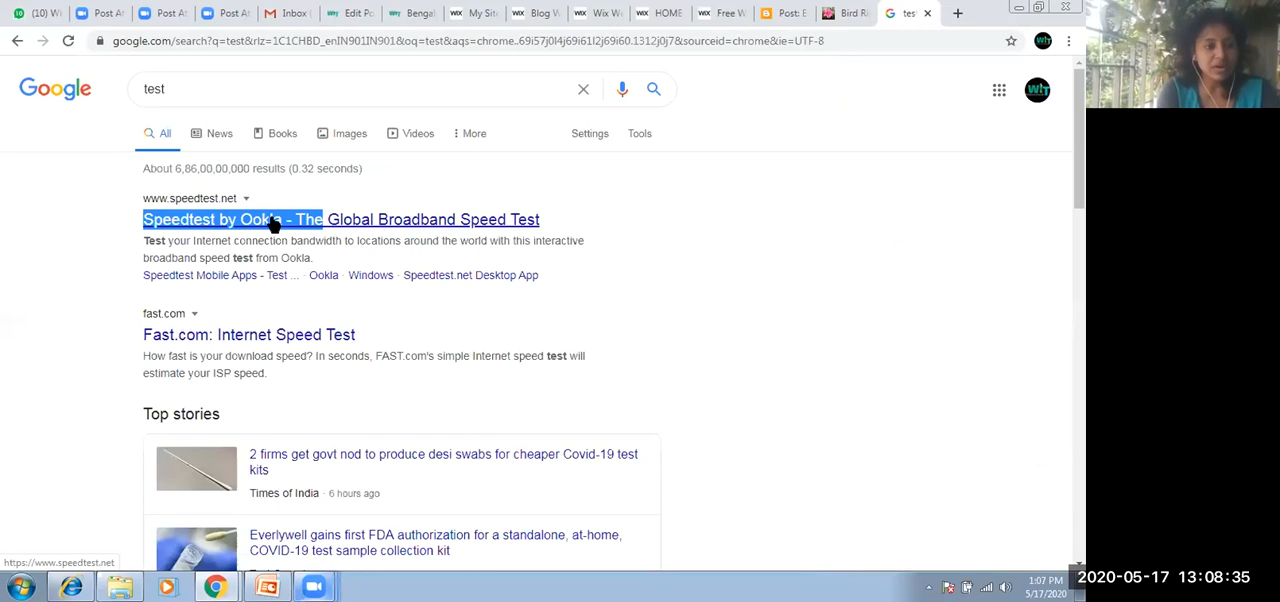 (10) W
Post At
Post At
Post At
Inbox (
Edit Po
Bengal
My Sit
Blog V
Wix We
HOME
Free W
Post: E
Bird Ri
tes
google.com/search?q=test&rlz=1C1CHBD_enIN901IN901&oq=test&aqs=chrome..69i57j0l4j69i61l2j69i60.1312j0j7&sourceid=chrome&ie=UTF-8
Google
test
All News Books Images Videos More Settings Tools
About 6,86,00,00,000 results (0.32 seconds)
www.speedtest.net
Speedtest by Ookla - The Global Broadband Speed Test
Test your Internet connection bandwidth to locations around the world with this interactive
broadband speed test from Ookla.
Speedtest Mobile Apps - Test ... · Ookla · Windows · Speedtest.net Desktop App
fast.com
Fast.com: Internet Speed Test
How fast is your download speed? In seconds, FAST.com's simple Internet speed test will
estimate your ISP speed.
Top stories
2 firms get govt nod to produce desi swabs for cheaper Covid-19 test
kits
Times of India · 6 hours ago
Everlywell gains first FDA authorization for a standalone, at-home,
COVID-19 test sample collection kit
https://www.speedtest.net
1:07 PM
5/17/2020
2020-05-17 13:08:35